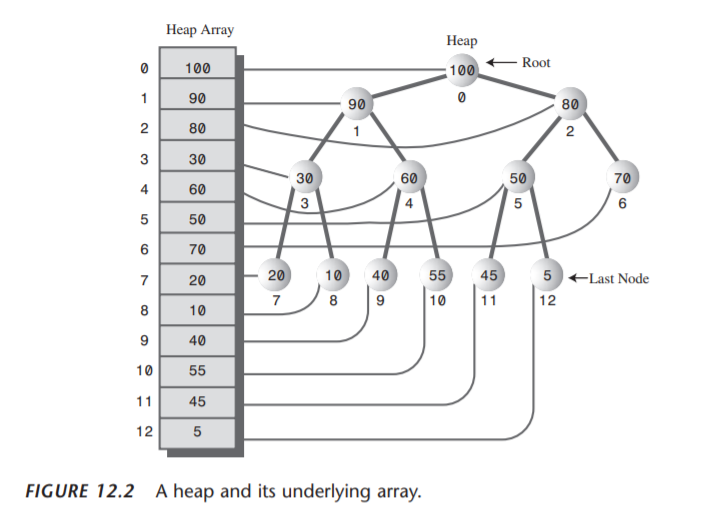 Heap Array
Heap
Root
0 100
1 90
2 80
3 30
4 60
5 50
6 70
7 20
8 10
9 40
10 55
11 45
12 5
100
0
90 80
1 2
30 60 50 70
3 4 5 6
20 10 40 55 45 5 Last Node
7 8 9 10 11 12
FIGURE 12.2 A heap and its underlying array.